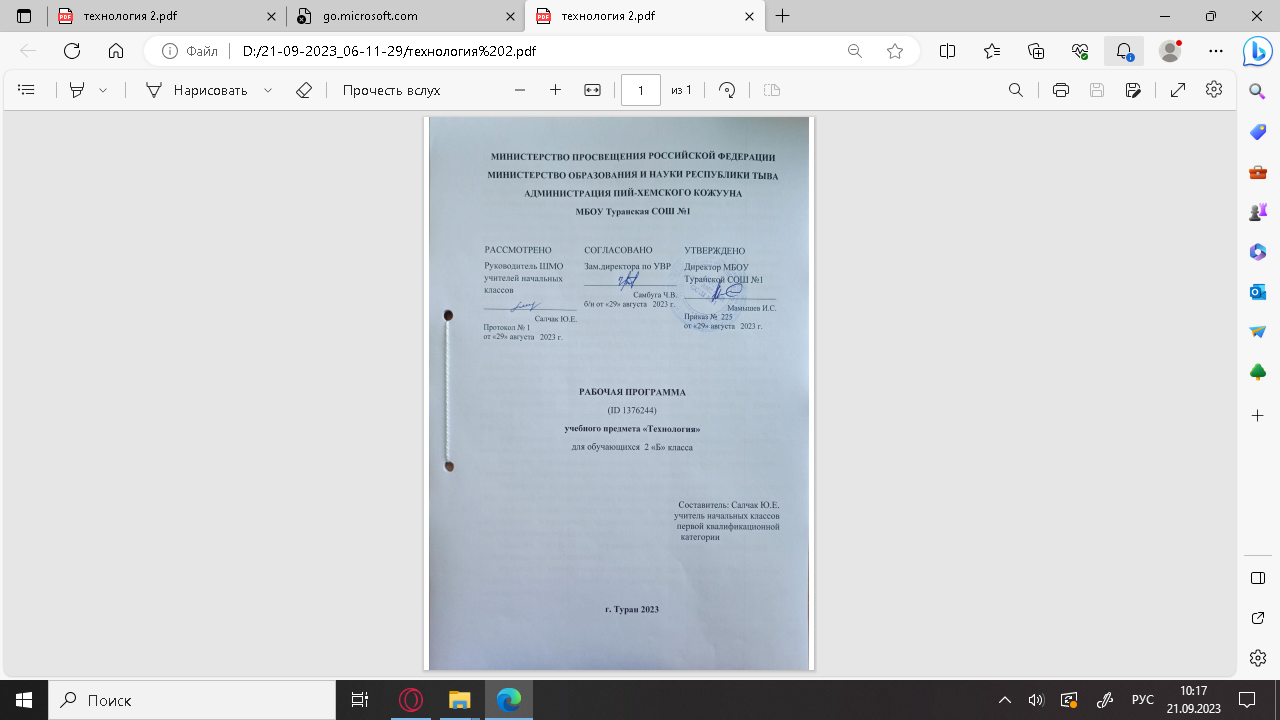 технология 2.pdf
go.microsoft.com
технология 2.pdf
Файл
D:/21-09-2023_06-11-29/технология%202.pdf
Нарисовать
Прочесть вслух
1
из 1
МИНИСТЕРСТВО ПРОСВЕЩЕНИЯ РОССИЙСКОЙ ФЕДЕРАЦИИ
МИНИСТЕРСТВО ОБРАЗОВАНИЯ И НАУКИ РЕСПУБЛИКИ ТЫВА
АДМИНИСТРАЦИЯ ПИЙ-ХЕМСКОГО КОЖУУНА
МБОУ Туранская СОШ №1
РАССМОТРЕНО
Руководитель ШМО
учителей начальных
классов
Салчак Ю.Е.
Протокол № 1
от «29» августа 2023 г.
СОГЛАСОВАНО
Зам.директора по УВР
Самбуга Ч.В.
б/н от «29» августа 2023 г.
УТВЕРЖДЕНО
Директор МБОУ
Туранской СОШ №1
Мамышев И.С.
Приказ № 225
от «29» августа 2023 г.
РАБОЧАЯ ПРОГРАММА
(ID 1376244)
учебного предмета «Технология»
для обучающихся 2 «Б» класса
Составитель: Салчак Ю.Е.
учитель начальных классов
первой квалификационной
категории
г. Туран 2023
Поиск
РУС
10:17
21.09.2023